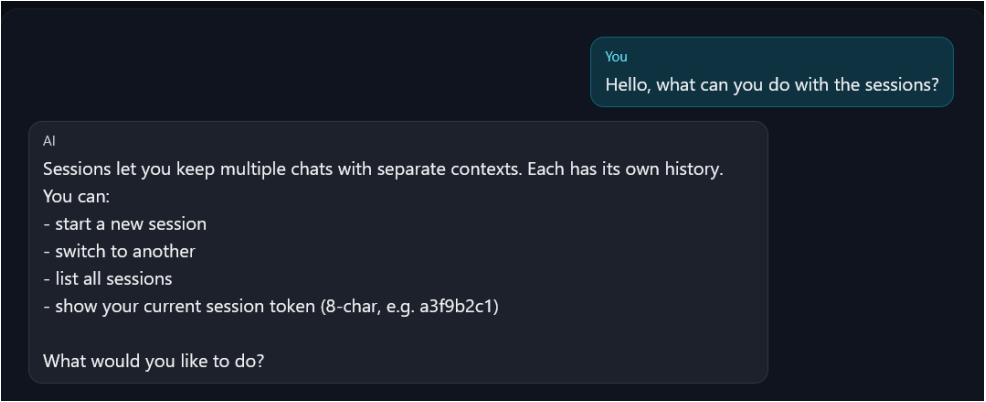 You
Hello, what can you do with the sessions?
AI
Sessions let you keep multiple chats with separate contexts. Each has its own history.
You can:
- start a new session
- switch to another
- list all sessions
- show your current session token (8-char, e.g. a3f9b2c1)
What would you like to do?